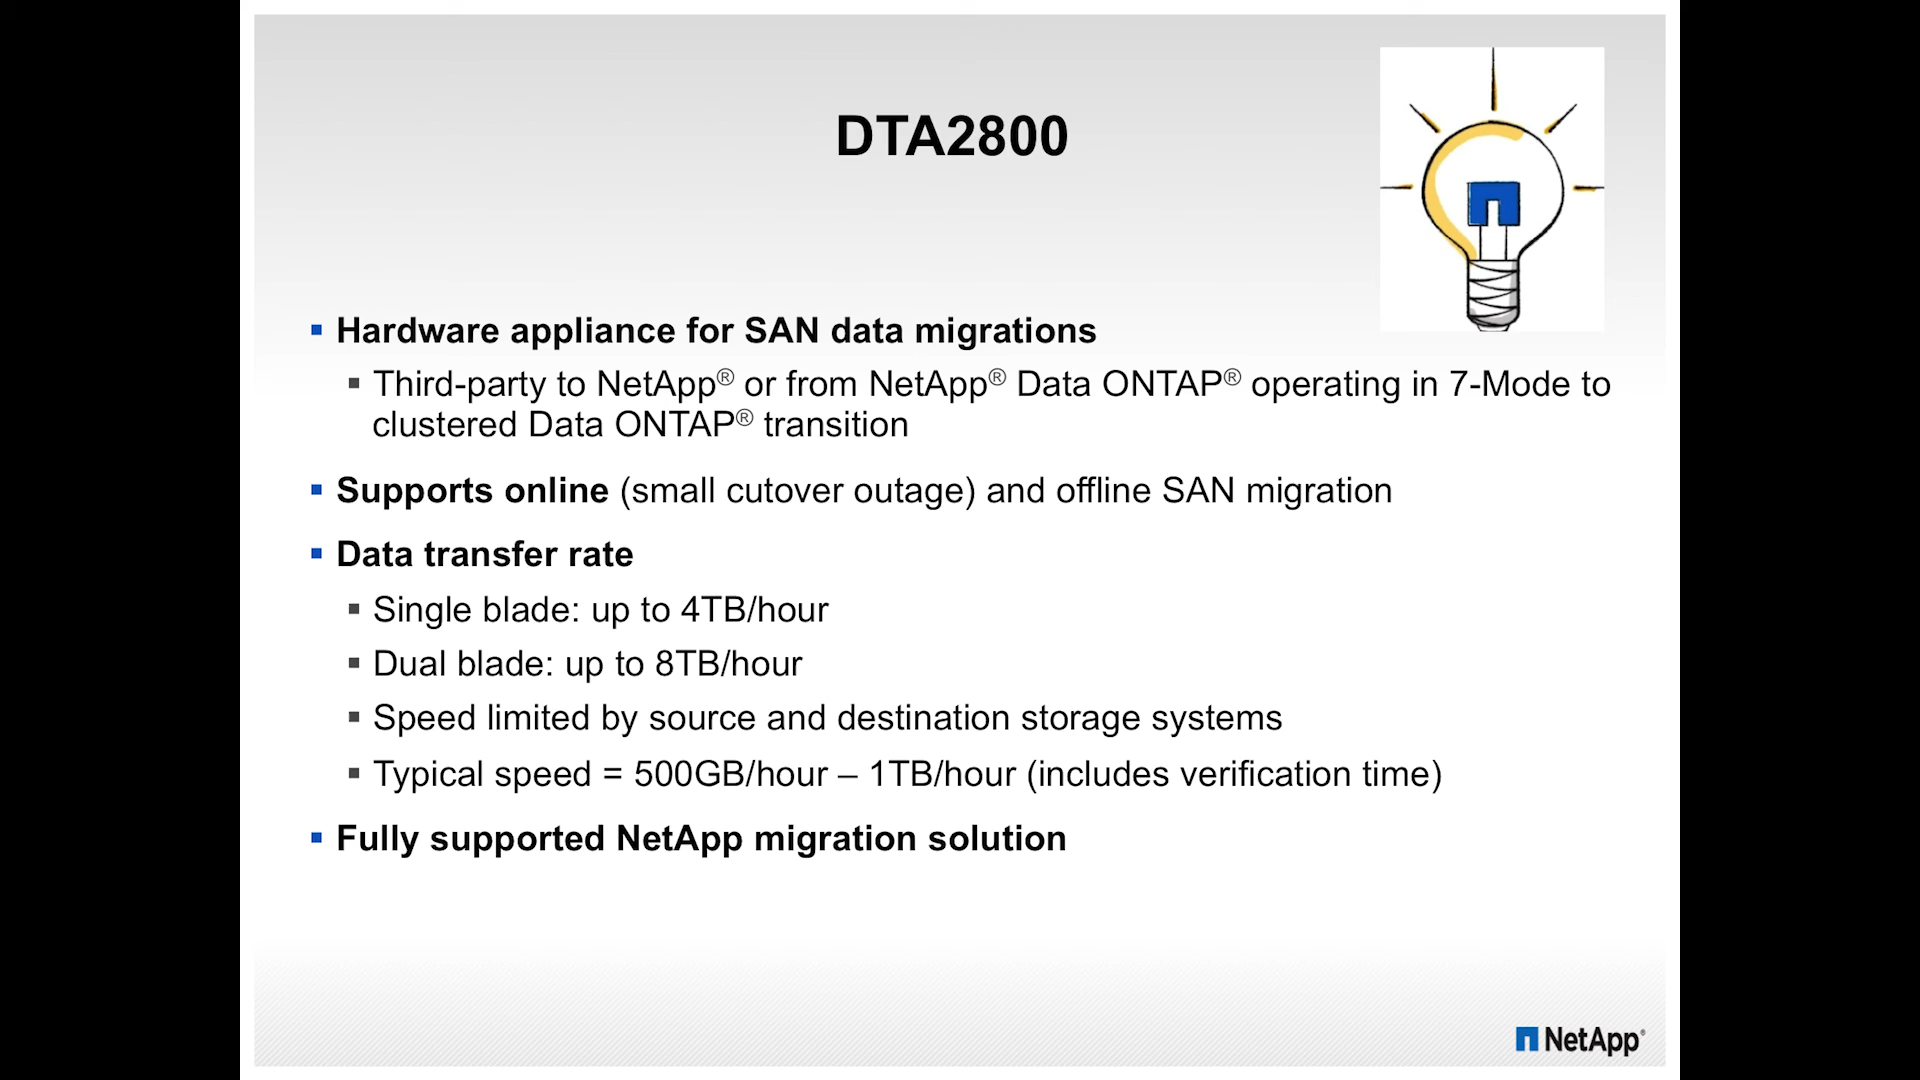 DTA2800
▪ Hardware appliance for SAN data migrations
▪ Third-party to NetApp® or from NetApp® Data ONTAP® operating in 7-Mode to
clustered Data ONTAP® transition
▪ Supports online (small cutover outage) and offline SAN migration
▪ Data transfer rate
▪ Single blade: up to 4TB/hour
▪ Dual blade: up to 8TB/hour
▪ Speed limited by source and destination storage systems
▪ Typical speed = 500GB/hour – 1TB/hour (includes verification time)
▪ Fully supported NetApp migration solution
NetApp®